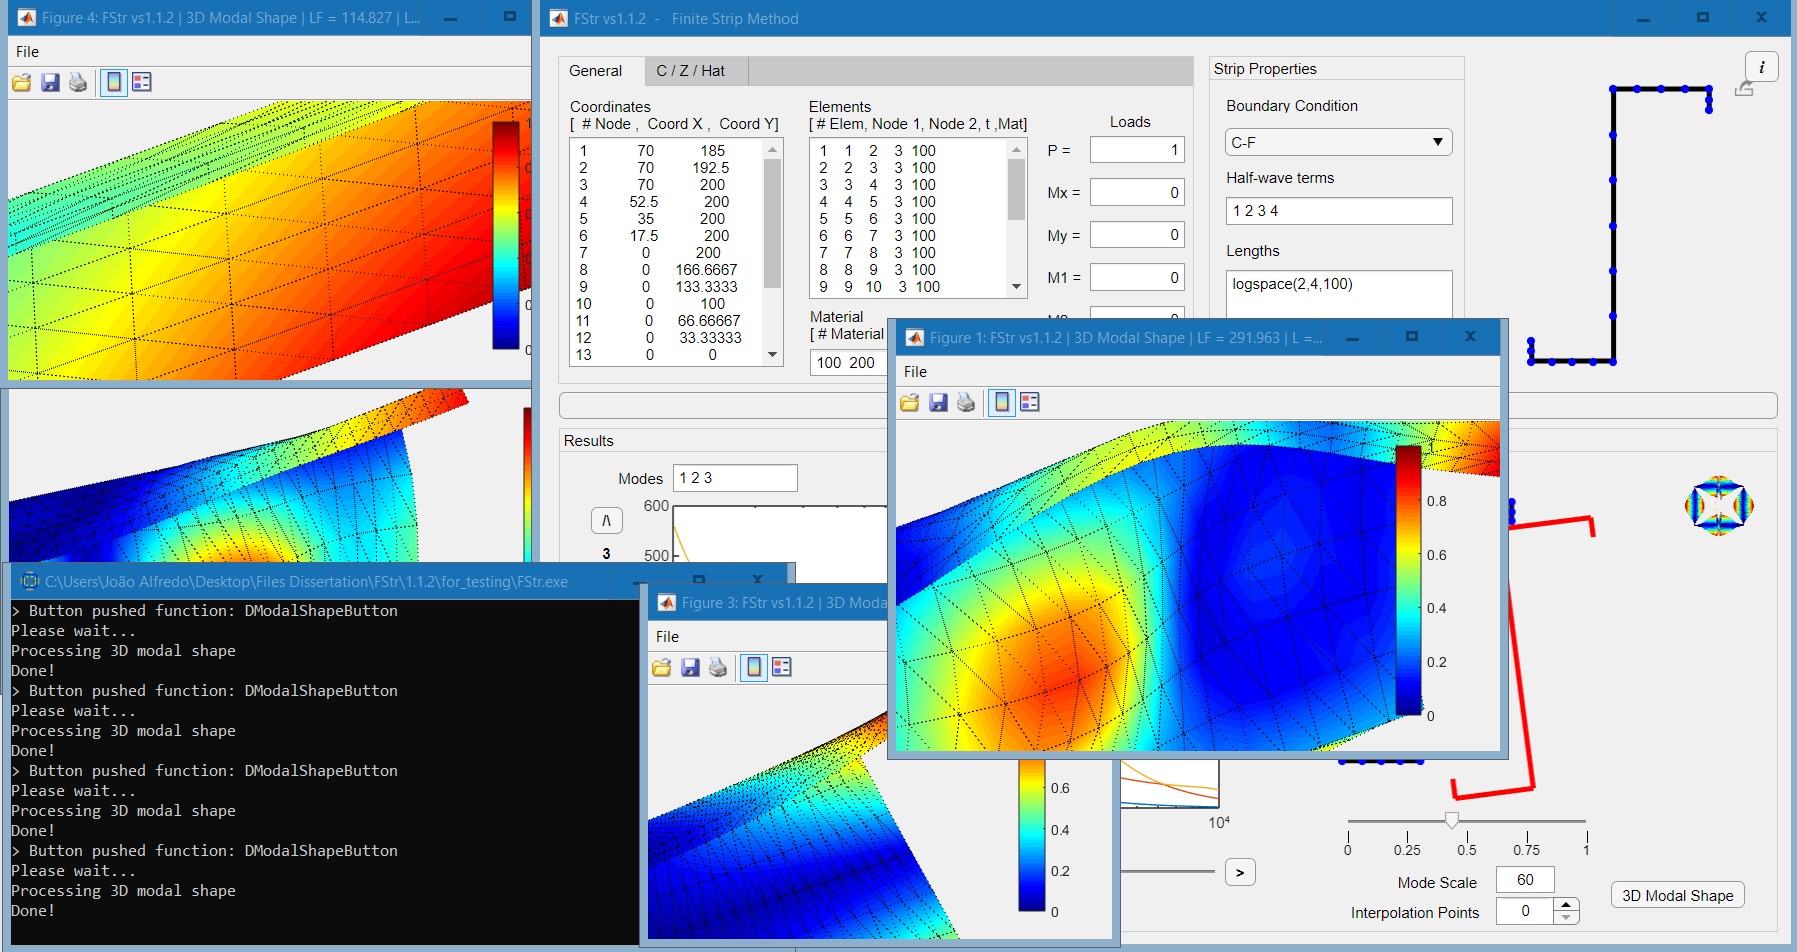 Figure 4: FStr vs1.1.2 | 3D Modal Shape | LF = 114.827 | L...
File
FStr vs1.1.2 - Finite Strip Method
General
C / Z / Hat
Coordinates
[ # Node , Coord X , Coord Y]
1 70 185
2 70 192.5
3 70 200
4 52.5 200
5 35 200
6 17.5 200
7 0 200
8 0 166.6667
9 0 133.3333
10 0 100
11 0 66.66667
12 0 33.33333
13 0 0
Elements
[ # Elem, Node 1, Node 2, t ,Mat]
1 1 2 3 100
2 2 3 3 100
3 3 4 3 100
4 4 5 3 100
5 5 6 3 100
6 6 7 3 100
7 7 8 3 100
8 8 9 3 100
9 9 10 3 100
Material
[ # Material
100 200
Loads
P = 1
Mx = 0
My = 0
M1 = 0
Strip Properties
Boundary Condition
C-F
Half-wave terms
1 2 3 4
Lengths
logspace(2,4,100)
i
Results
Modes 1 2 3
/\
3
600
500
Figure 1: FStr vs1.1.2 | 3D Modal Shape | LF = 291.963 | L =...
File
0.8
0.6
0.4
0.2
0
C:\Users\João Alfredo\Desktop\Files Dissertation\FStr\1.1.2\for_testing\FStr.exe
> Button pushed function: DModalShapeButton
Please wait...
Processing 3D modal shape
Done!
> Button pushed function: DModalShapeButton
Please wait...
Processing 3D modal shape
Done!
> Button pushed function: DModalShapeButton
Please wait...
Processing 3D modal shape
Done!
> Button pushed function: DModalShapeButton
Please wait...
Processing 3D modal shape
Done!
Figure 3: FStr vs1.1.2 | 3D Moda
File
0.6
0.4
0.2
0
10⁴
>
0 0.25 0.5 0.75 1
Mode Scale 60
Interpolation Points 0
3D Modal Shape